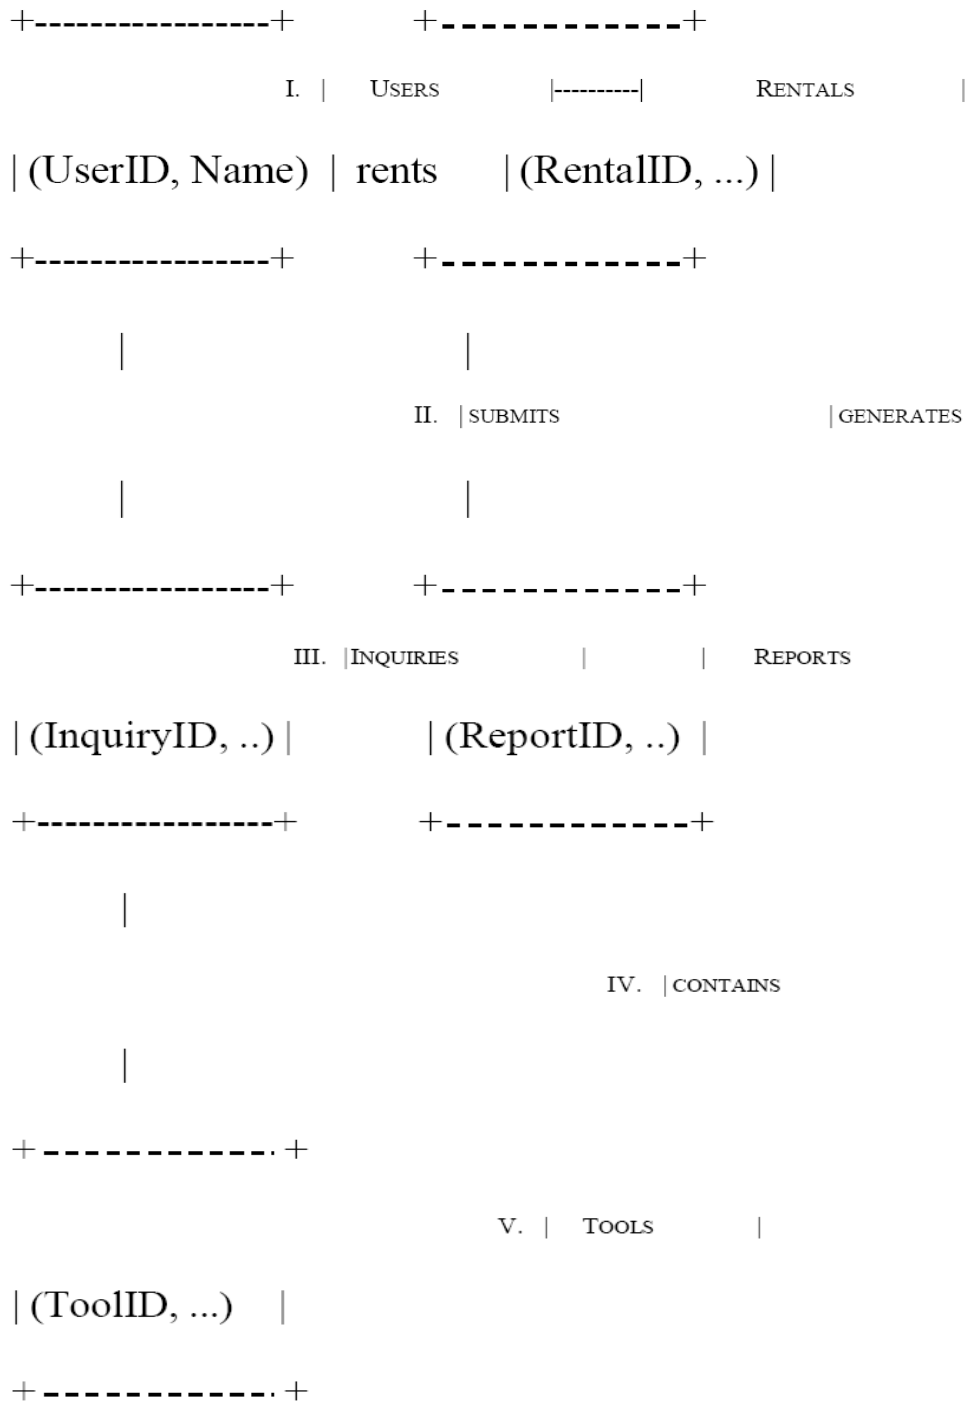 +-----------------+ +-------------+
I. | USERS |----------| RENTALS |
| (UserID, Name) | rents | (RentalID, ...) |
+-----------------+ +-------------+
| |
II. | SUBMITS | GENERATES
| |
+-----------------+ +-------------+
III. | INQUIRIES | | REPORTS
| (InquiryID, ..) | | (ReportID, ..) |
+-----------------+ +-------------+
|
IV. | CONTAINS
|
+ ------------. +
V. | TOOLS |
| (ToolID, ...) |
+ ------------. +